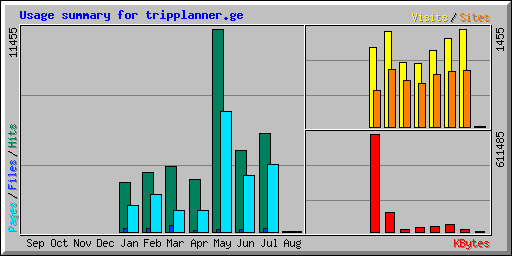 Usage summary for tripplanner.ge
Visits / Sites
11455
1455
611485
Pages / Files / Hits
Sep Oct Nov Dec Jan Feb Mar Apr May Jun Jul Aug
KBytes